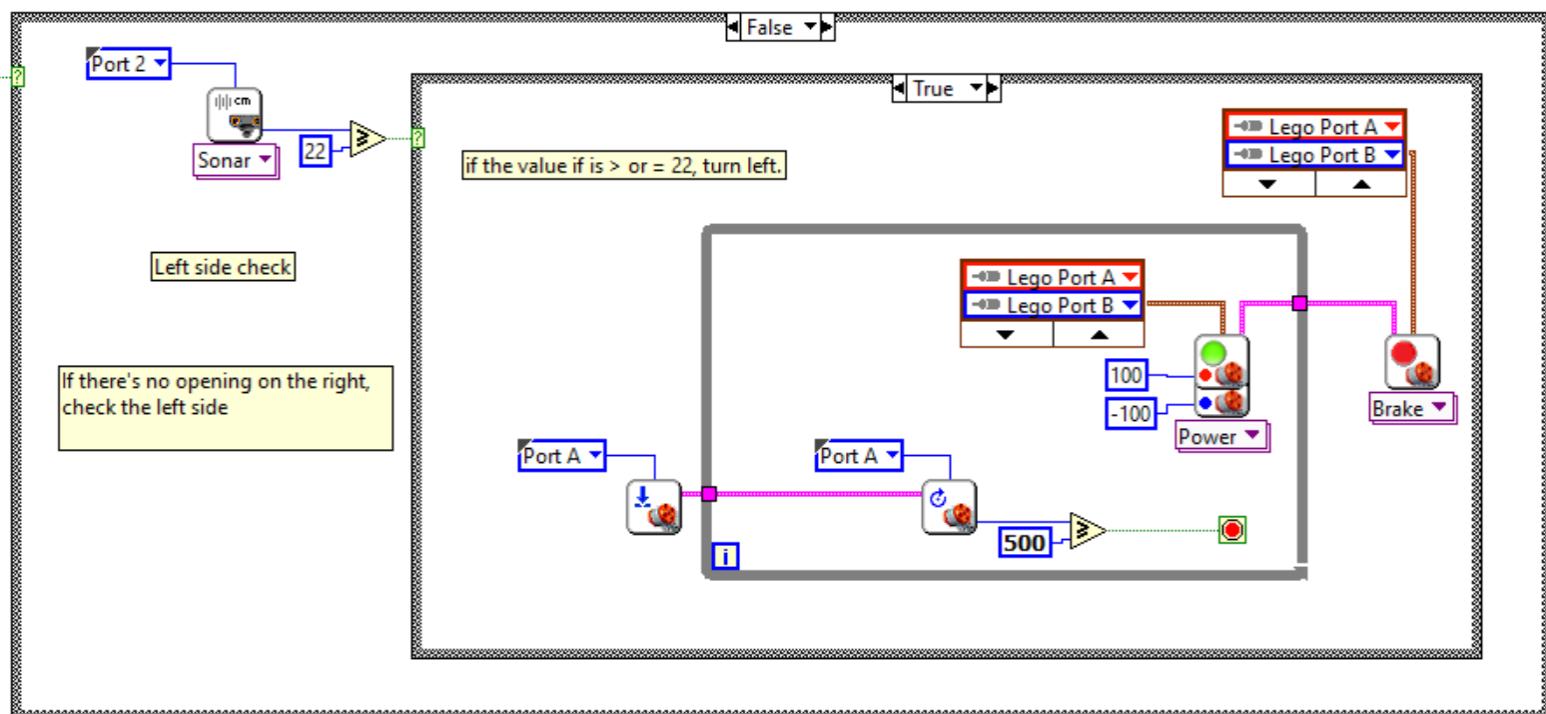 False
Port 2
cm
Sonar
22
True
if the value if is > or = 22, turn left.
Lego Port A
Lego Port B
Left side check
If there's no opening on the right,
check the left side
Lego Port A
Lego Port B
100
-100
Power
Brake
Port A
Port A
500
i